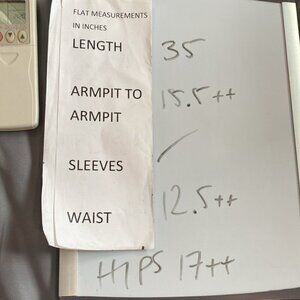 FLAT MEASUREMENTS
IN INCHES
LENGTH 35
ARMPIT TO
ARMPIT 15.5++
SLEEVES /
WAIST 12.5++
HIPS 17++